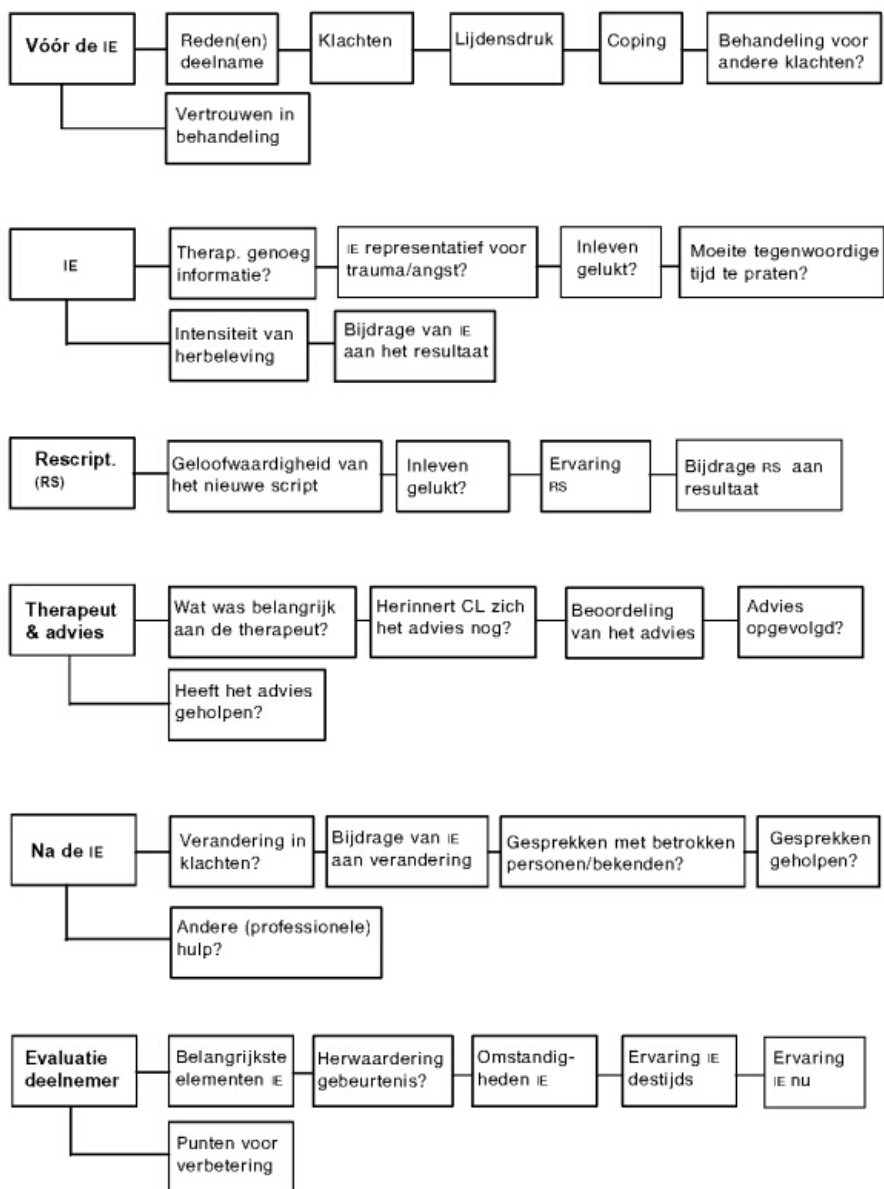 Vóór de IE
Reden(en)
deelname
Klachten
Lijdensdruk
Coping
Behandeling voor
andere klachten?
Vertrouwen in
behandeling
IE
Therap. genoeg
informatie?
IE representatief voor
trauma/angst?
Inleven
gelukt?
Moeite tegenwoordige
tijd te praten?
Intensiteit van
herbeleving
Bijdrage van IE
aan het resultaat
Rescript.
(RS)
Geloofwaardigheid van
het nieuwe script
Inleven
gelukt?
Ervaring
RS
Bijdrage RS aan
resultaat
Therapeut
& advies
Wat was belangrijk
aan de therapeut?
Herinnert CL zich
het advies nog?
Beoordeling
van het advies
Advies
opgevolgd?
Heeft het advies
geholpen?
Na de IE
Verandering in
klachten?
Bijdrage van IE
aan verandering
Gesprekken met betrokken
personen/bekenden?
Gesprekken
geholpen?
Andere (professionele)
hulp?
Evaluatie
deelnemer
Belangrijkste
elementen IE
Herwaardering
gebeurtenis?
Omstandig-
heden IE
Ervaring IE
destijds
Ervaring
IE nu
Punten voor
verbetering